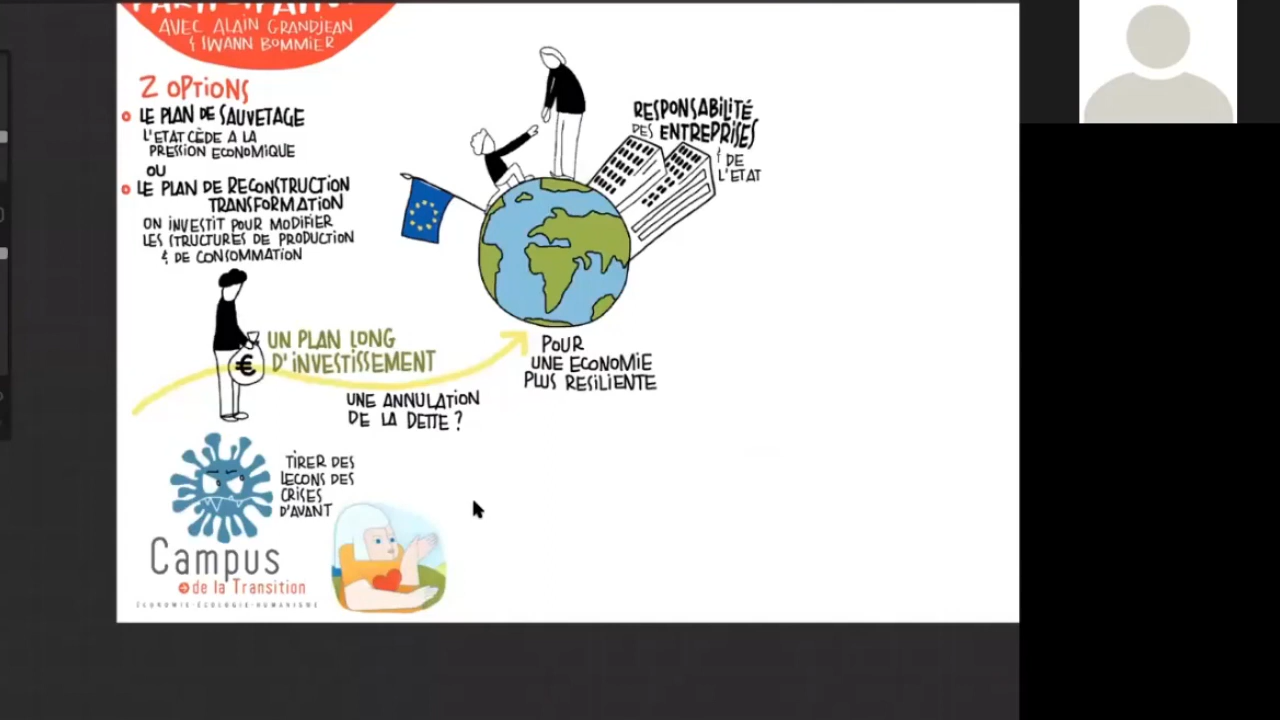 AVEC ALAIN GRANDJEAN
& SWANN BOMMIER
2 OPTIONS
LE PLAN DE SAUVETAGE
L'ETAT CÈDE A LA
PRESSION ECONOMIQUE
OU
LE PLAN DE RECONSTRUCTION
TRANSFORMATION
ON INVESTIT POUR MODIFIER
LES STRUCTURES DE PRODUCTION
& DE CONSOMMATION
RESPONSABILITÉ
DES ENTREPRISES
& DE
L'ETAT
€
UN PLAN LONG
D'INVESTISSEMENT
POUR
UNE ECONOMIE
PLUS RESILIENTE
UNE ANNULATION
DE LA DETTE ?
TIRER DES
LECONS DES
CRISES
D'AVANT
Campus
de la Transition
ÉCONOMIE-ÉCOLOGIE-HUMANISME